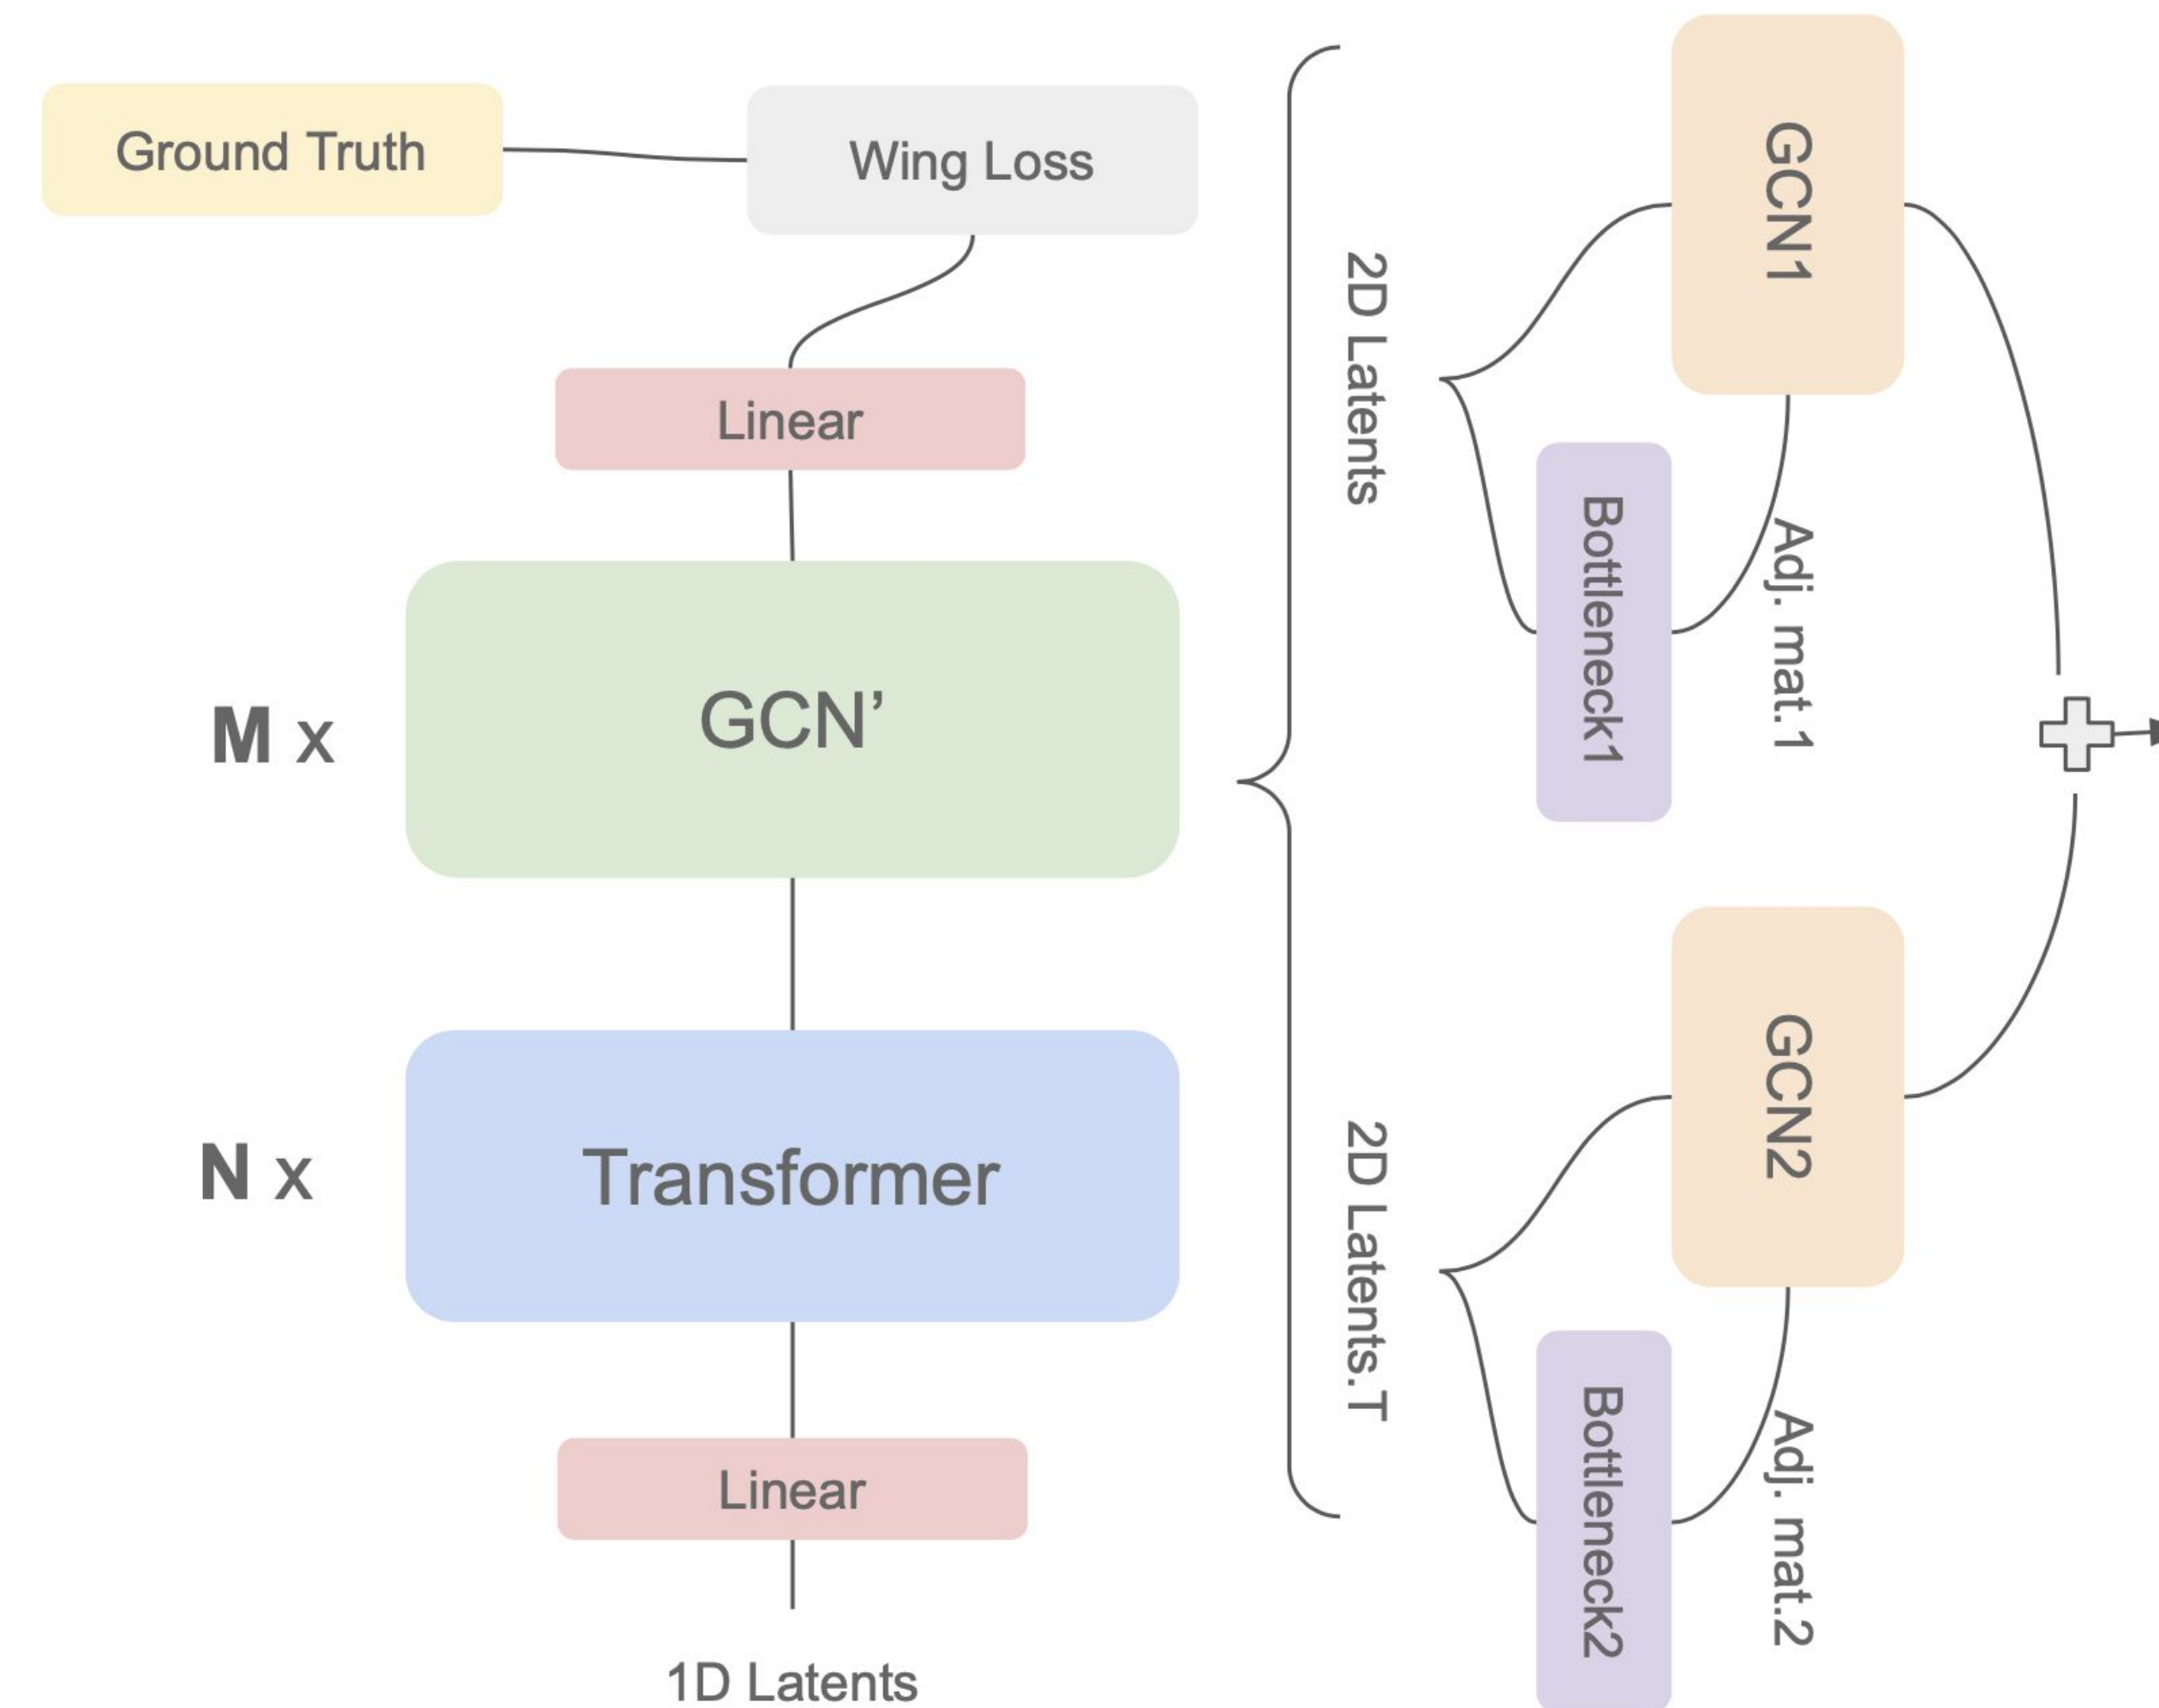 Ground Truth
Wing Loss
Linear
M x
GCN’
N x
Transformer
Linear
1D Latents
2D Latents
GCN1
Bottleneck1
Adj. mat.1
2D Latents.T
GCN2
Bottleneck2
Adj. mat.2